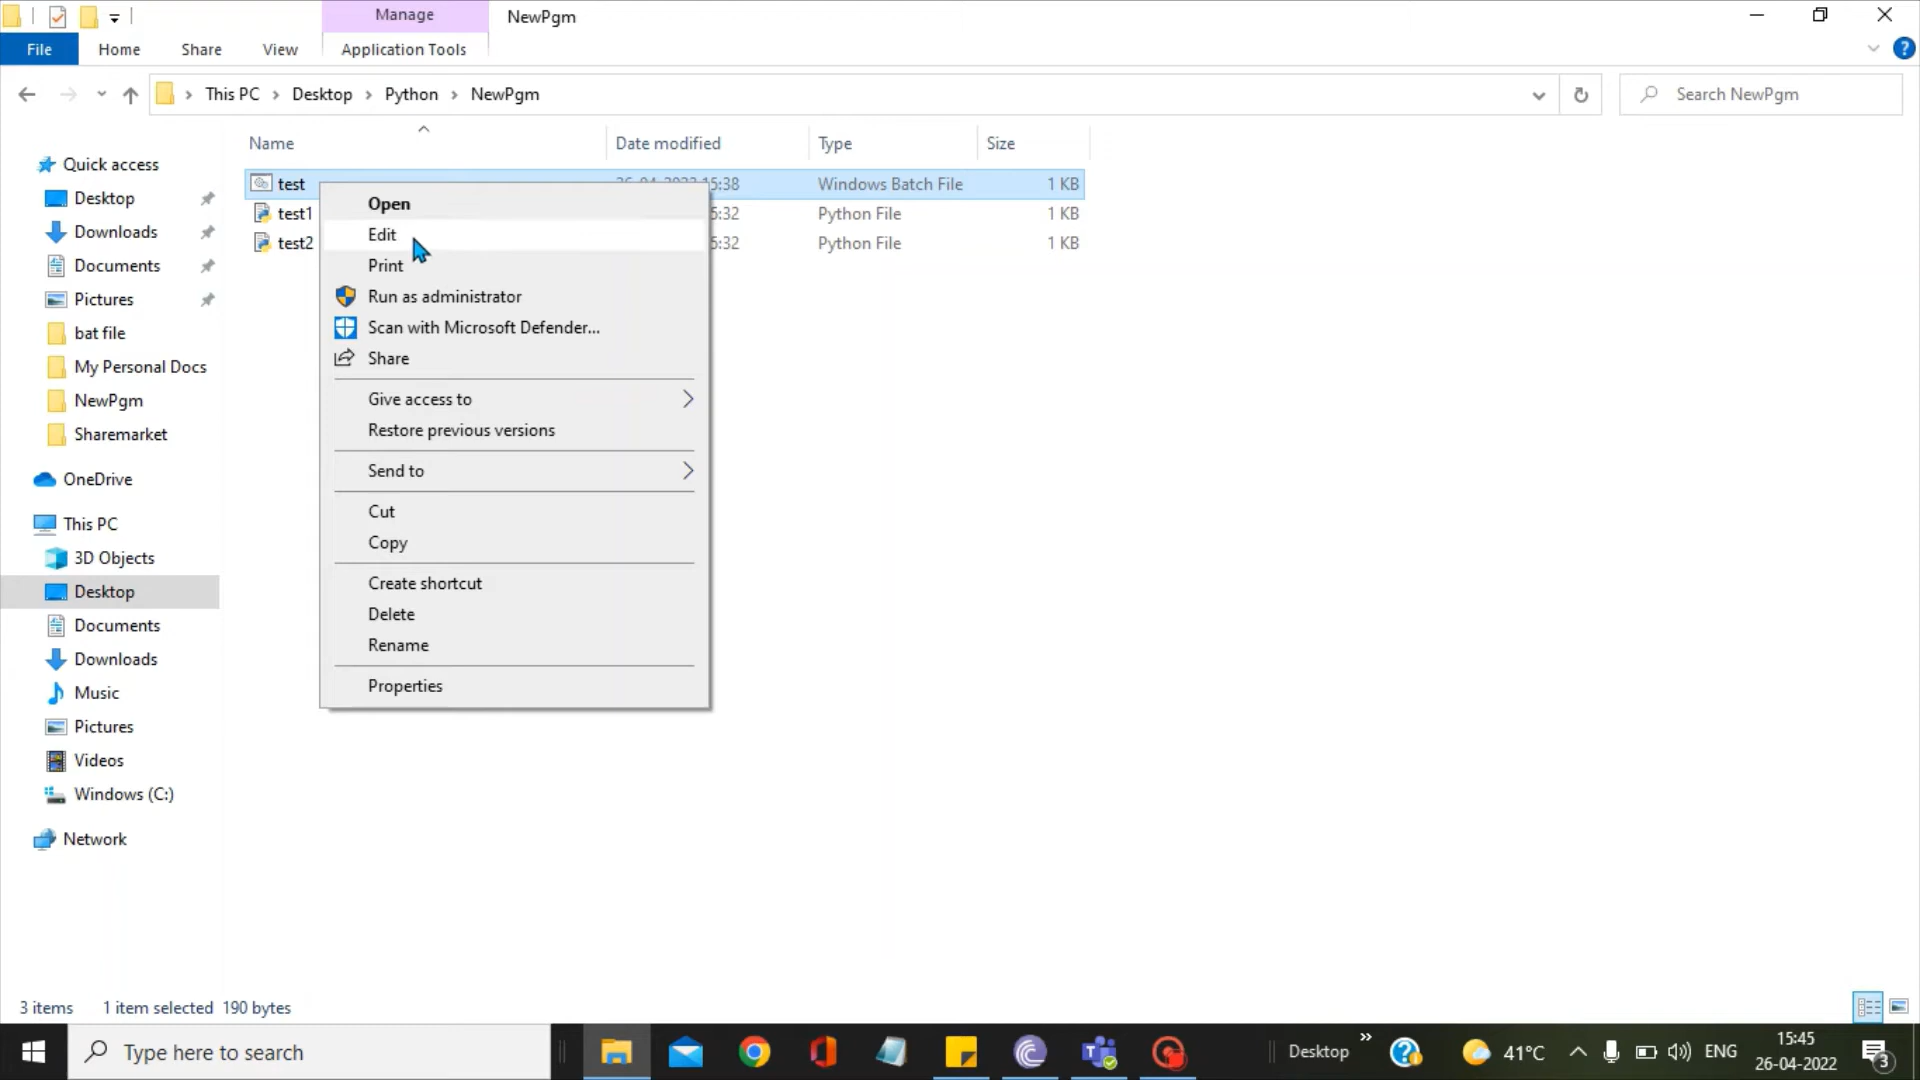 Manage
NewPgm
File
Home
Share
View
Application Tools
This PC
Desktop
Python
NewPgm
Search NewPgm
Name
Date modified
Type
Size
Quick access
Desktop
Downloads
Documents
Pictures
bat file
My Personal Docs
NewPgm
Sharemarket
OneDrive
This PC
3D Objects
Desktop
Documents
Downloads
Music
Pictures
Videos
Windows (C:)
Network
test
26-04-2022 15:38
Windows Batch File
1 KB
test1
5:32
Python File
1 KB
test2
5:32
Python File
1 KB
Open
Edit
Print
Run as administrator
Scan with Microsoft Defender...
Share
Give access to
Restore previous versions
Send to
Cut
Copy
Create shortcut
Delete
Rename
Properties
3 items
1 item selected 190 bytes
Type here to search
Desktop
41°C
ENG
15:45
26-04-2022
3